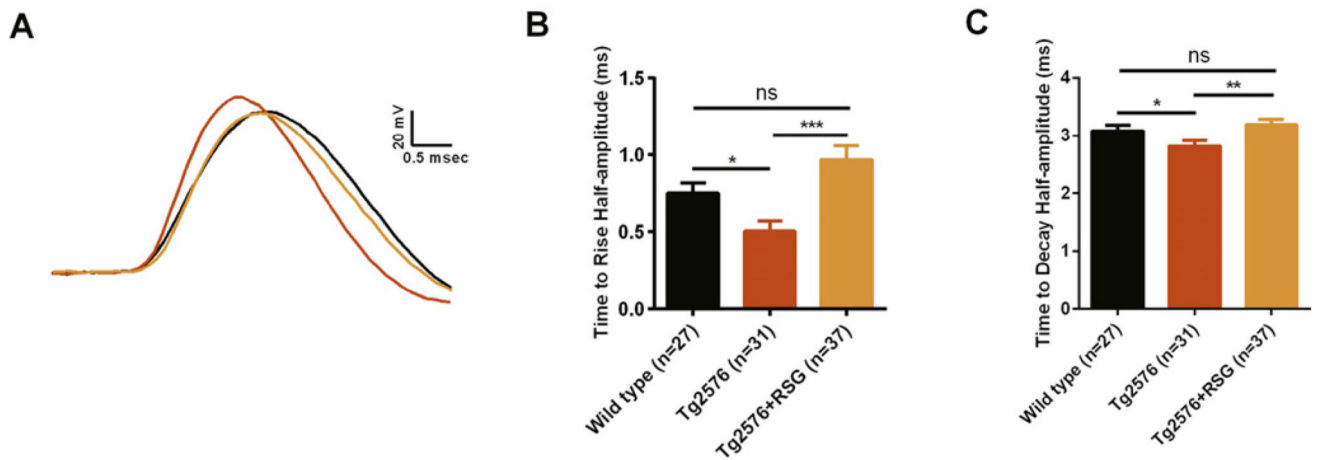 A
20 mV
0.5 msec
B
Time to Rise Half-amplitude (ms)
1.5
1.0
0.5
0.0
ns
*
***
Wild type (n=27)
Tg2576 (n=31)
Tg2576+RSG (n=37)
C
Time to Decay Half-amplitude (ms)
4
3
2
1
0
ns
*
**
Wild type (n=27)
Tg2576 (n=31)
Tg2576+RSG (n=37)